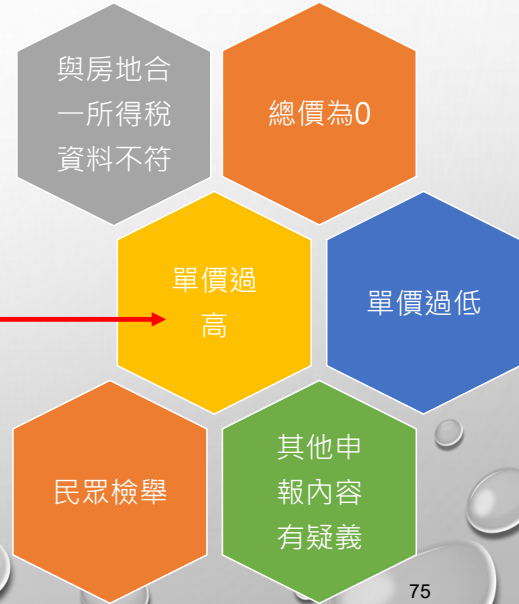 與房地合
一所得稅
資料不符
總價為0
單價過
高
單價過低
民眾檢舉
其他申
報內容
有疑義
75